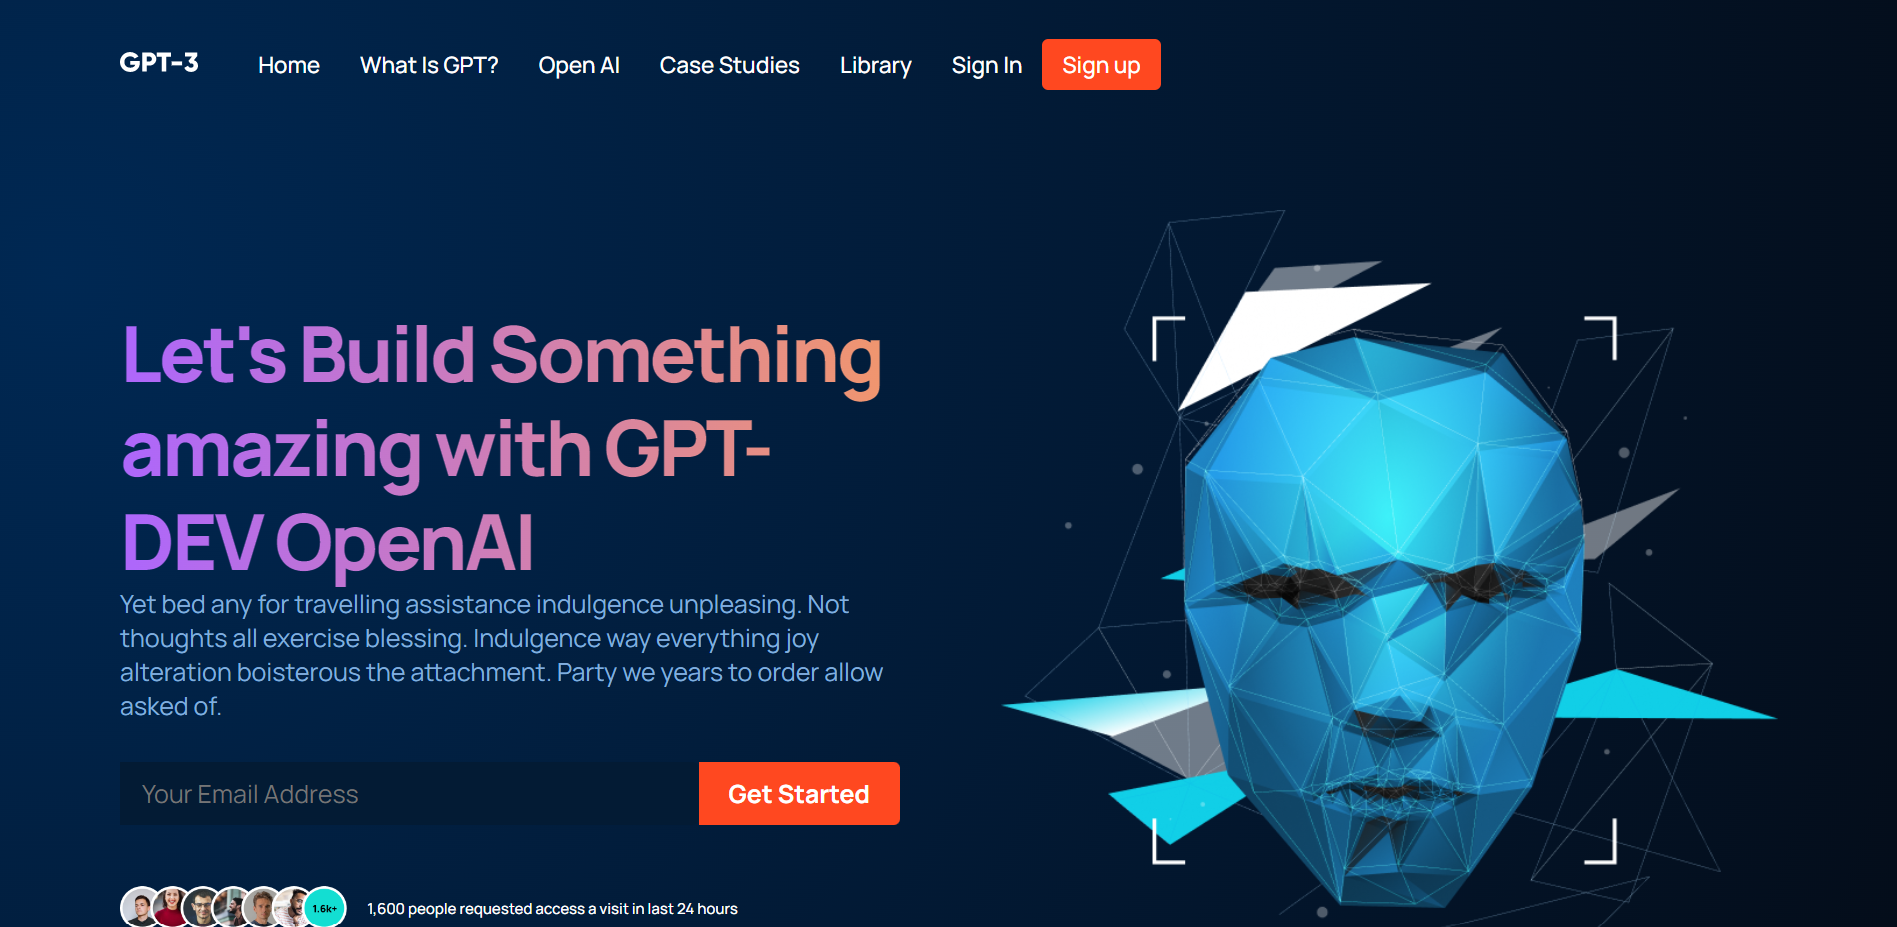 GPT-3 Home What Is GPT? Open AI Case Studies Library Sign In Sign up
Let's Build Something
amazing with GPT-
DEV OpenAI
Yet bed any for travelling assistance indulgence unpleasing. Not
thoughts all exercise blessing. Indulgence way everything joy
alteration boisterous the attachment. Party we years to order allow
asked of.
Your Email Address Get Started
1.6k+ 1,600 people requested access a visit in last 24 hours